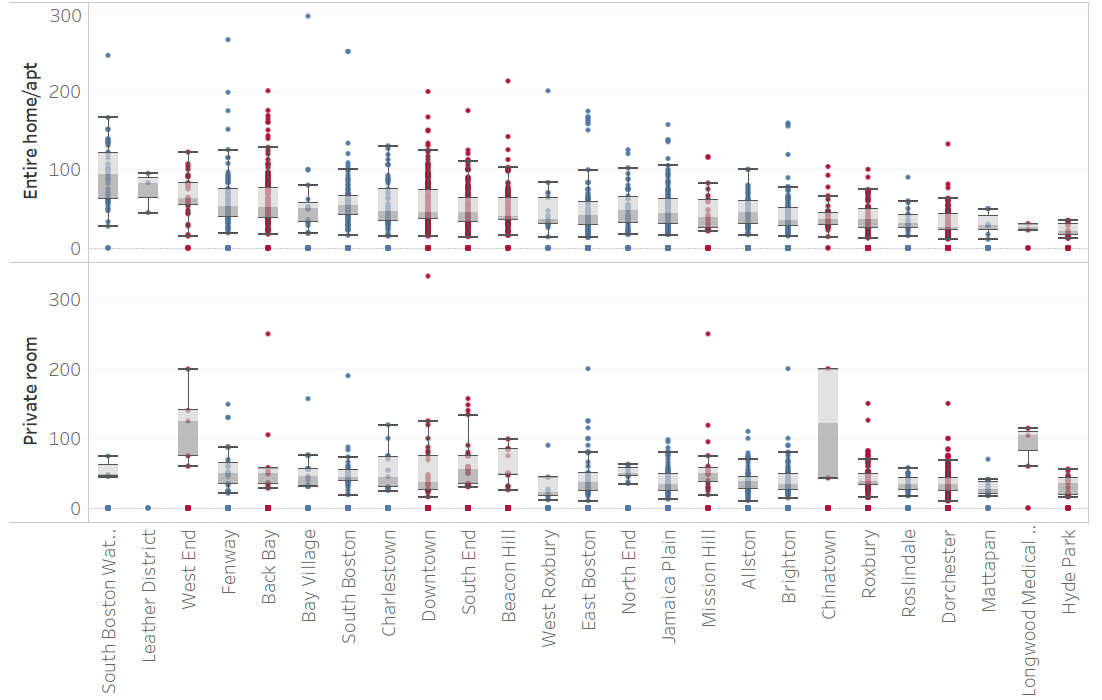 Entire home/apt
300
200
100
0
Private room
300
200
100
0
South Boston Wat..
Leather District
West End
Fenway
Back Bay
Bay Village
South Boston
Charlestown
Downtown
South End
Beacon Hill
West Roxbury
East Boston
North End
Jamaica Plain
Mission Hill
Allston
Brighton
Chinatown
Roxbury
Roslindale
Dorchester
Mattapan
Longwood Medical ..
Hyde Park